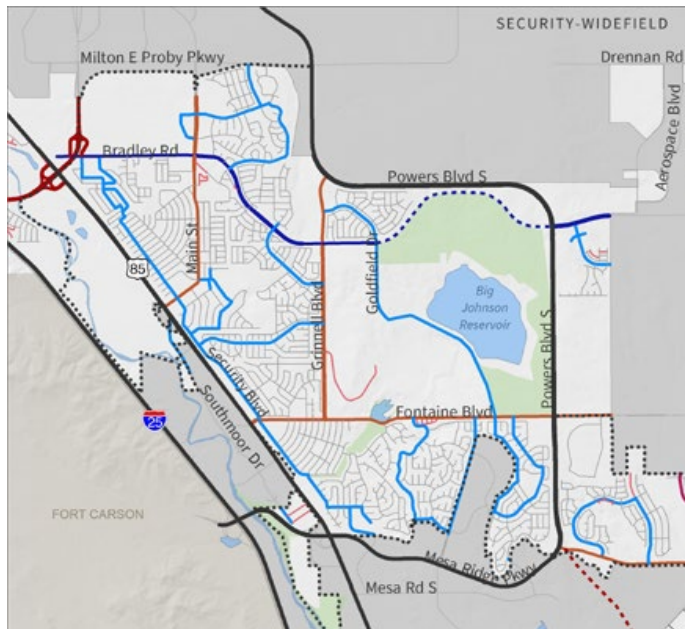 SECURITY-WIDEFIELD
Milton E Proby Pkwy
Drennan Rd
Aerospace Blvd
Bradley Rd
Powers Blvd S
Main St
Goldfield Dr
85
Grinnell Blvd
Big
Johnson
Reservoir
Powers Blvd S
Security Blvd
Southmoor Dr
Fontaine Blvd
25
FORT CARSON
Mesa Ridge Pkwy
Mesa Rd S